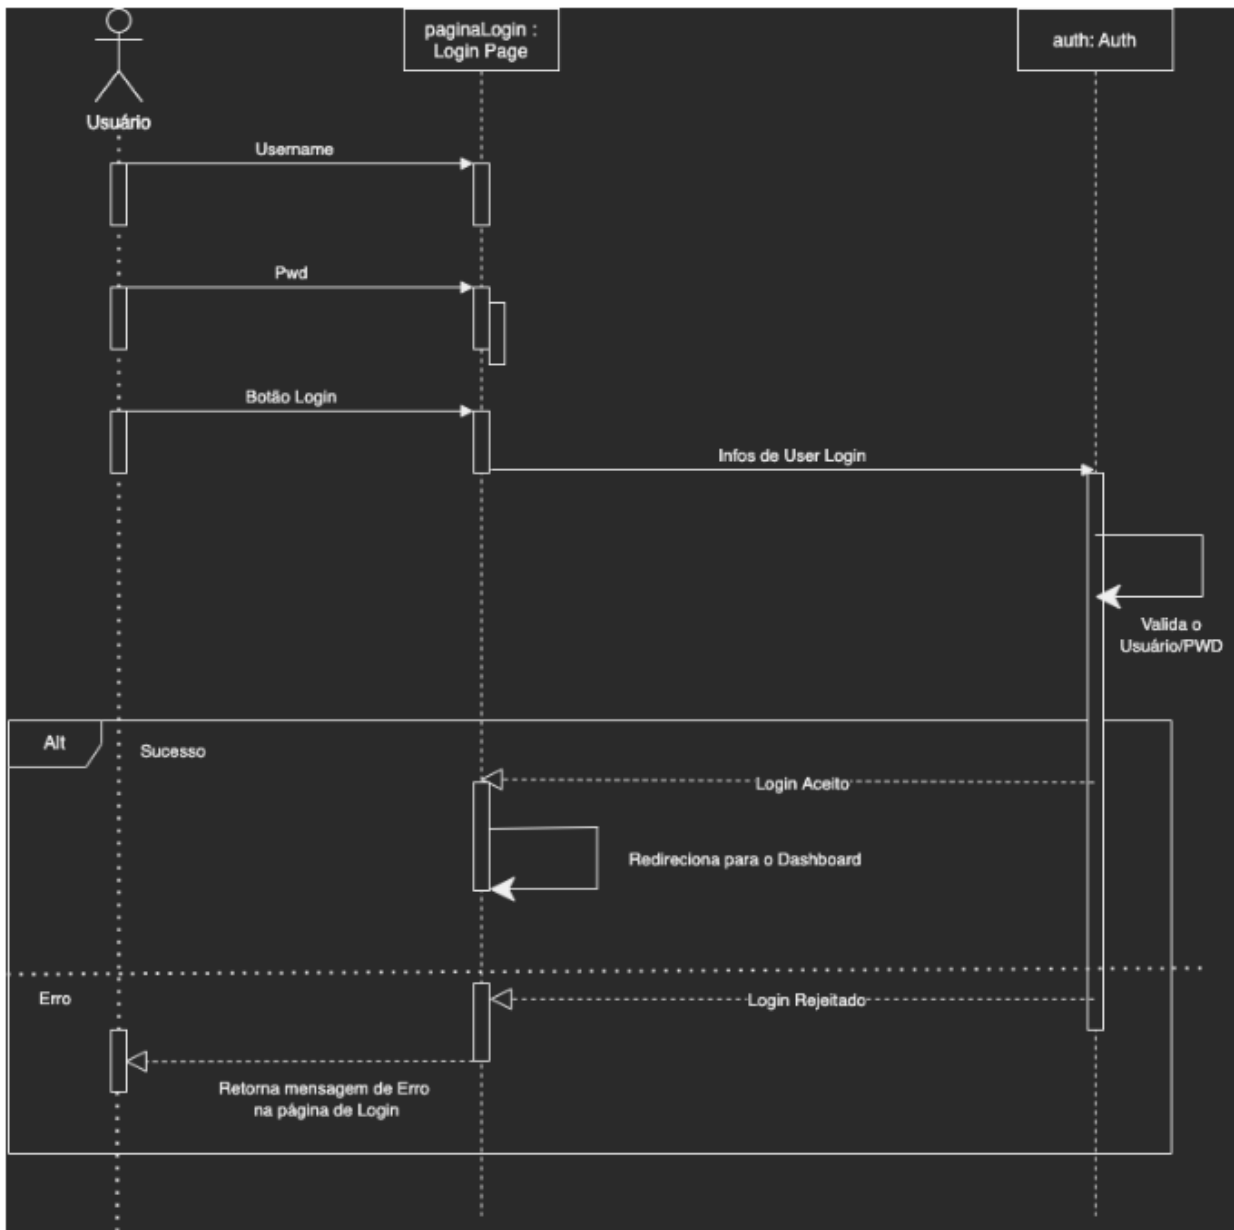 paginaLogin :
Login Page
auth: Auth
Usuário
Username
Pwd
Botão Login
Infos de User Login
Valida o
Usuário/PWD
Alt
Sucesso
Login Aceito
Redireciona para o Dashboard
Erro
Login Rejeitado
Retorna mensagem de Erro
na página de Login